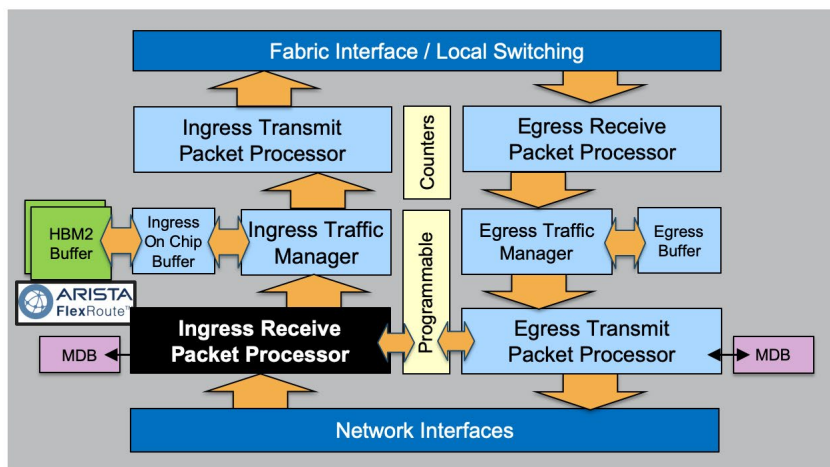 Fabric Interface / Local Switching
Ingress Transmit
Packet Processor
Counters
Egress Receive
Packet Processor
HBM2
Buffer
Ingress
On Chip
Buffer
Ingress Traffic
Manager
Programmable
Egress Traffic
Manager
Egress
Buffer
ARISTA
FlexRoute™
MDB
Ingress Receive
Packet Processor
Egress Transmit
Packet Processor
MDB
Network Interfaces